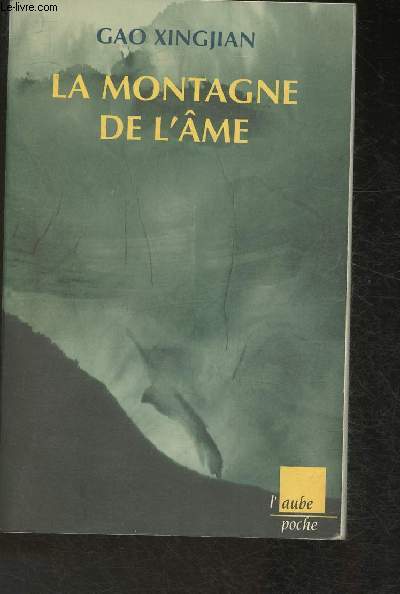 Le-livre.com
GAO XINGJIAN
LA MONTAGNE
DE L'ÂME
l'aube
poche